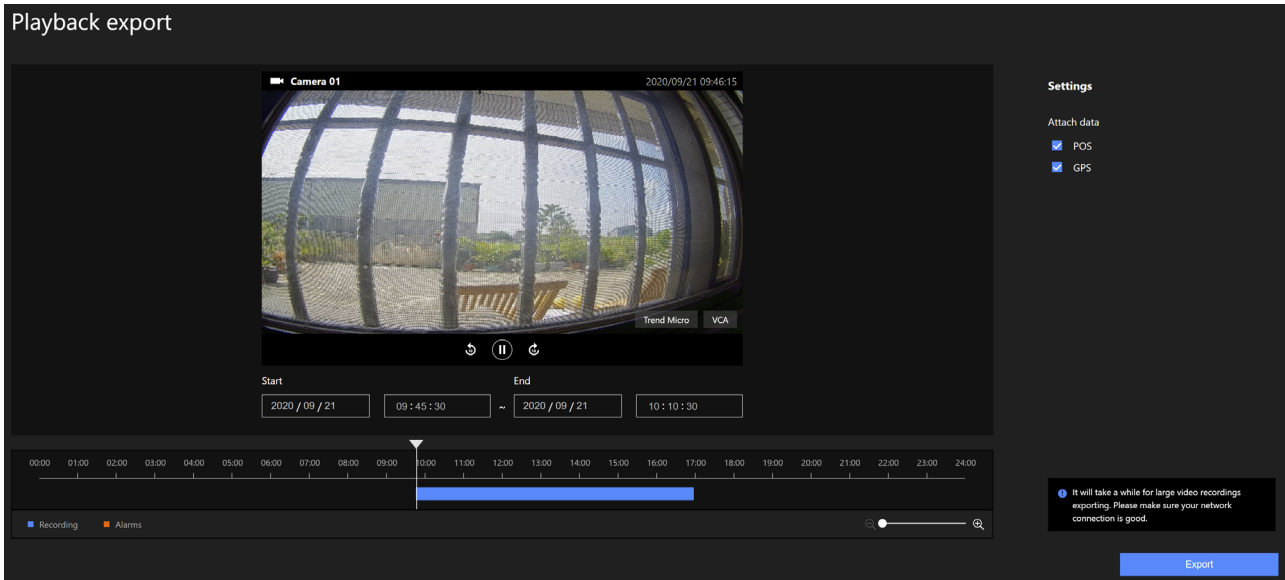 Playback export
Camera 01 2020/09/21 09:46:15
Settings
Attach data
POS
GPS
Trend Micro VCA
Start End
2020 / 09 / 21 09 : 45 : 30 ~ 2020 / 09 / 21 10 : 10 : 30
00:00 01:00 02:00 03:00 04:00 05:00 06:00 07:00 08:00 09:00 10:00 11:00 12:00 13:00 14:00 15:00 16:00 17:00 18:00 19:00 20:00 21:00 22:00 23:00 24:00
Recording Alarms
It will take a while for large video recordings
exporting. Please make sure your network
connection is good.
Export